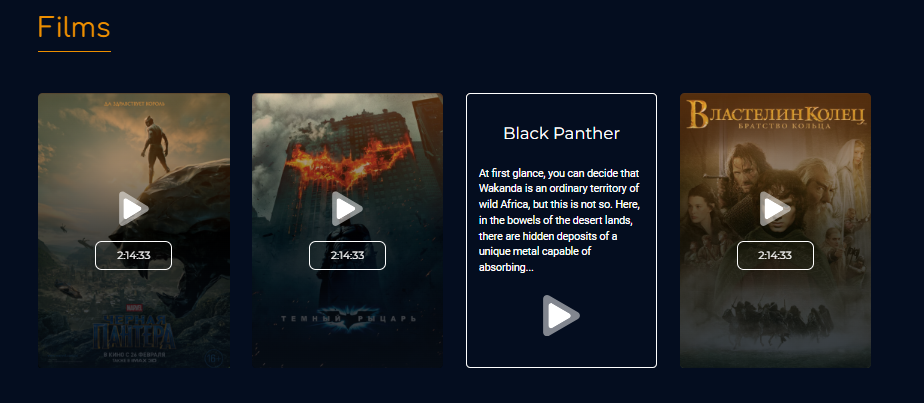 Films
ДА ЗДРАВСТВУЕТ КОРОЛЬ
2:14:33
MARVEL
ЧЕРНАЯ
ПАНТЕРА
В КИНО С 26 ФЕВРАЛЯ
2:14:33
ТЕМНЫЙ РЫЦАРЬ
Black Panther
At first glance, you can decide that
Wakanda is an ordinary territory of
wild Africa, but this is not so. Here,
in the bowels of the desert lands,
there are hidden deposits of a
unique metal capable of
absorbing...
ВЛАСТЕЛИН КОЛЕЦ
БРАТСТВО КОЛЬЦА
2:14:33